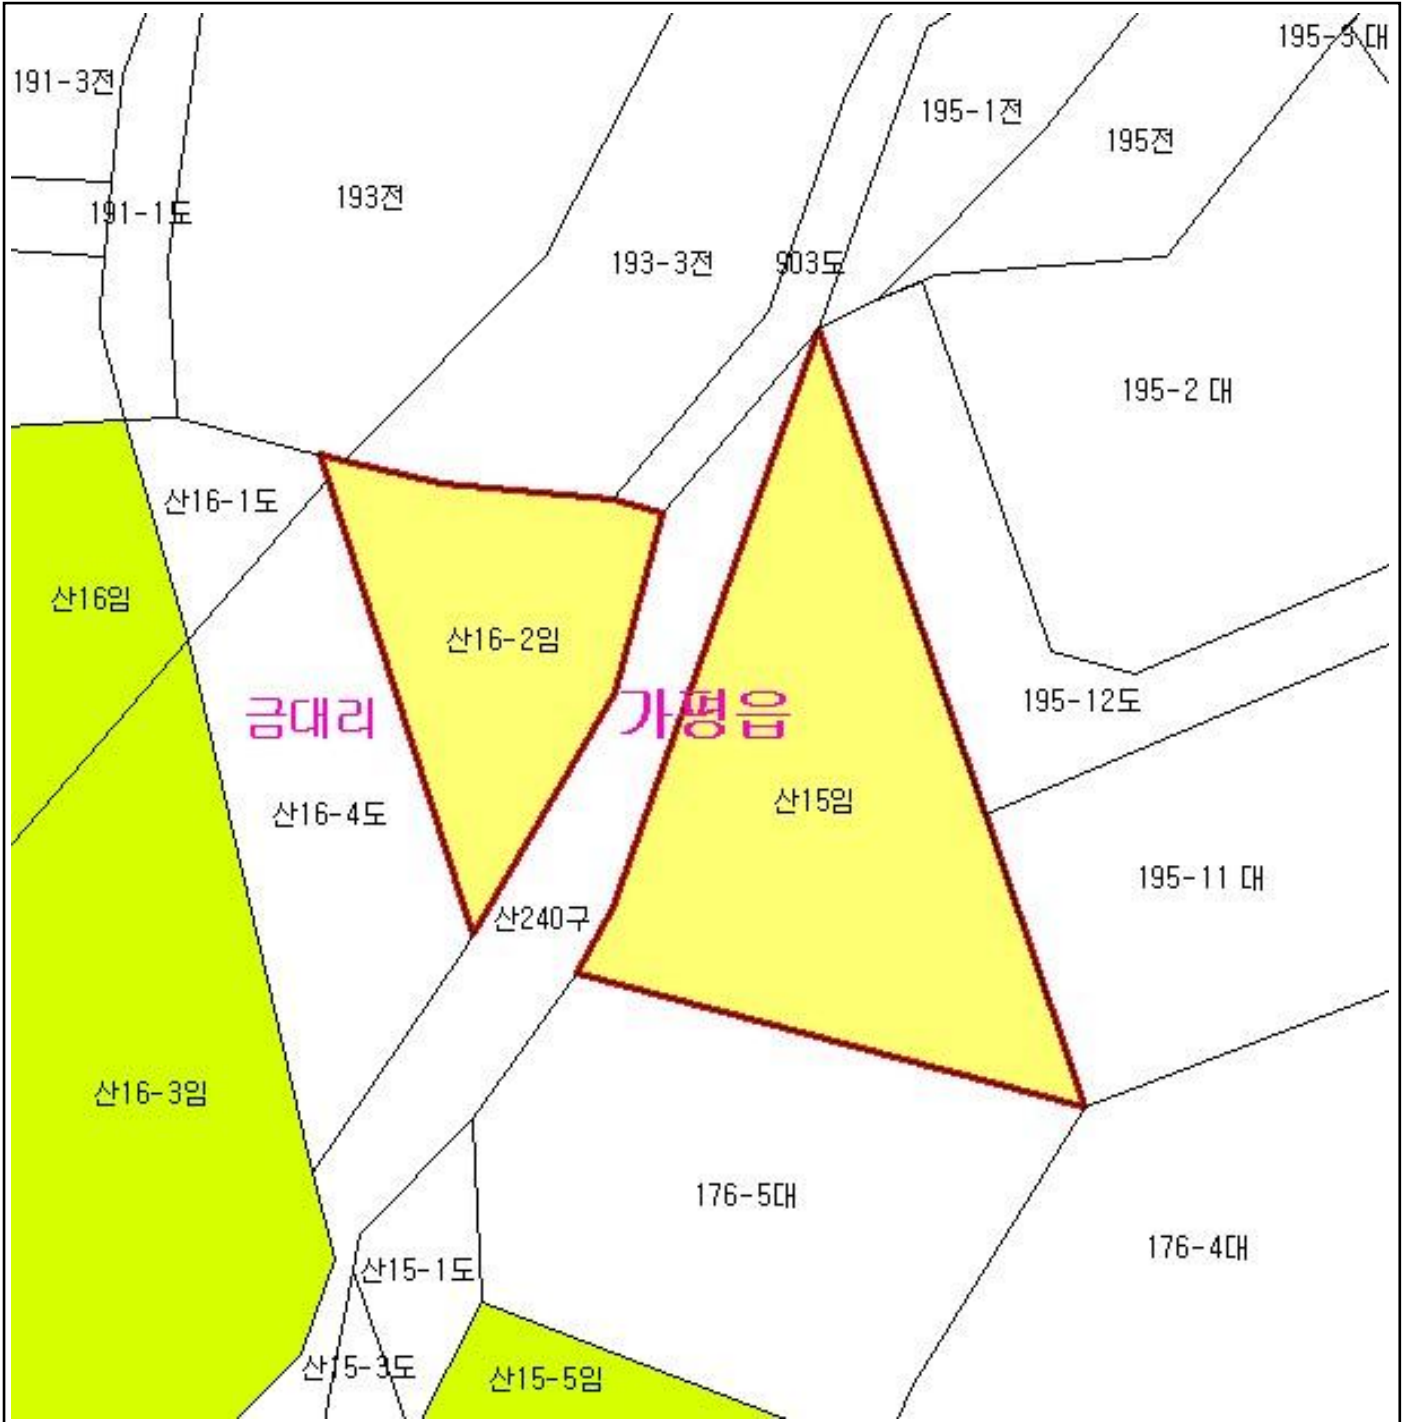 195-3 대
191-3전
195-1전
195전
193전
191-1도
193-3전
903도
195-2 대
산16-1도
산16임
산16-2임
195-12도
금대리
가평읍
산15임
산16-4도
195-11 대
산240구
산16-3임
176-5대
176-4대
산15-1도
산15-3도
산15-5임